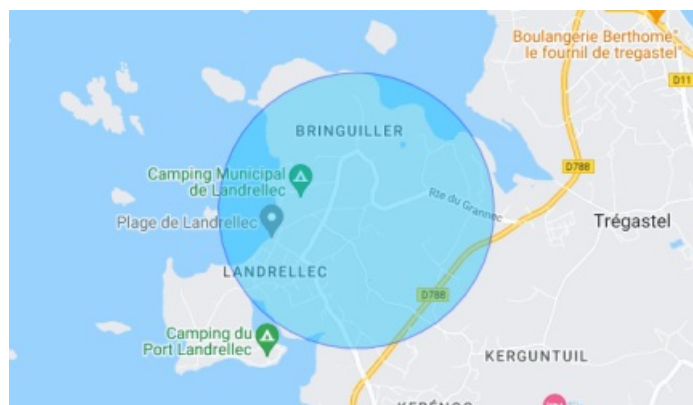 Boulangerie Berthome"
le fournil de tregastel"
D11
BRINGUILLER
D788
Camping Municipal
de Landrellec
Rte du Grannec
Plage de Landrellec
Trégastel
LANDRELLEC
D788
Camping du
Port Landrellec
KERGUNTUIL